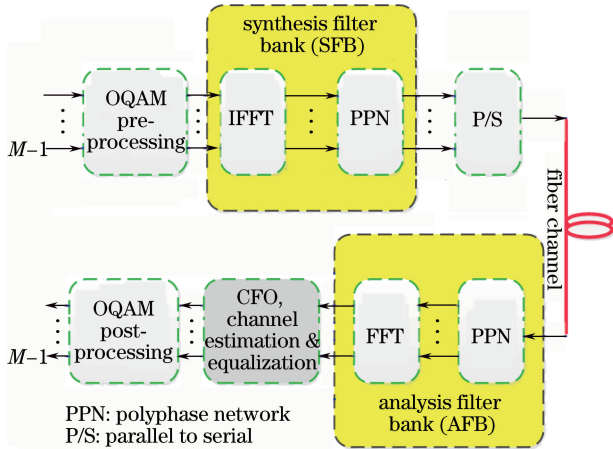 synthesis filter
bank (SFB)
OQAM
pre-
processing
IFFT
PPN
P/S
M−1
fiber channel
OQAM
post-
processing
CFO,
channel
estimation &
equalization
FFT
PPN
M−1
analysis filter
bank (AFB)
PPN: polyphase network
P/S: parallel to serial